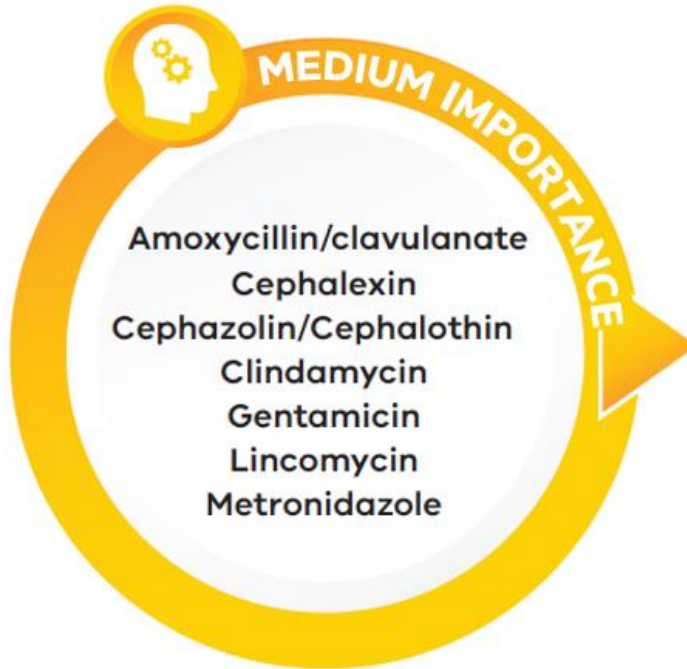 MEDIUM IMPORTANCE
Amoxycillin/clavulanate
Cephalexin
Cephazolin/Cephalothin
Clindamycin
Gentamicin
Lincomycin
Metronidazole